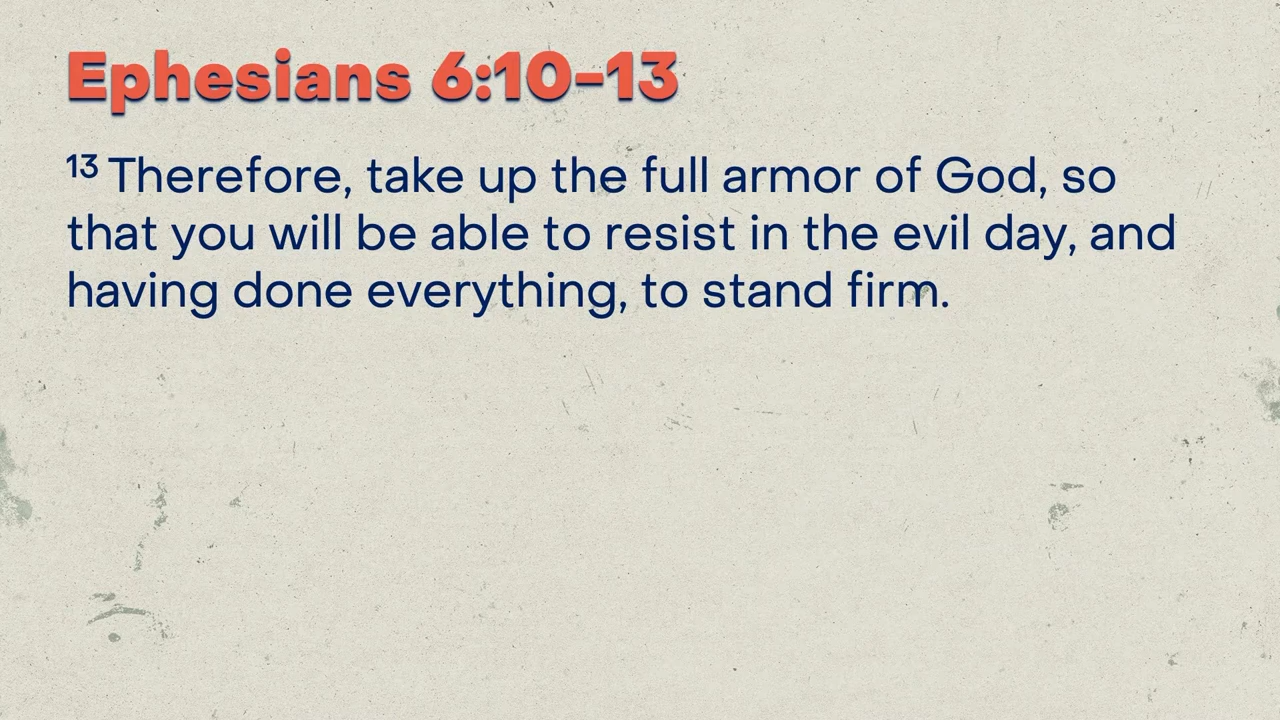 Ephesians 6:10-13
13 Therefore, take up the full armor of God, so
that you will be able to resist in the evil day, and
having done everything, to stand firm.